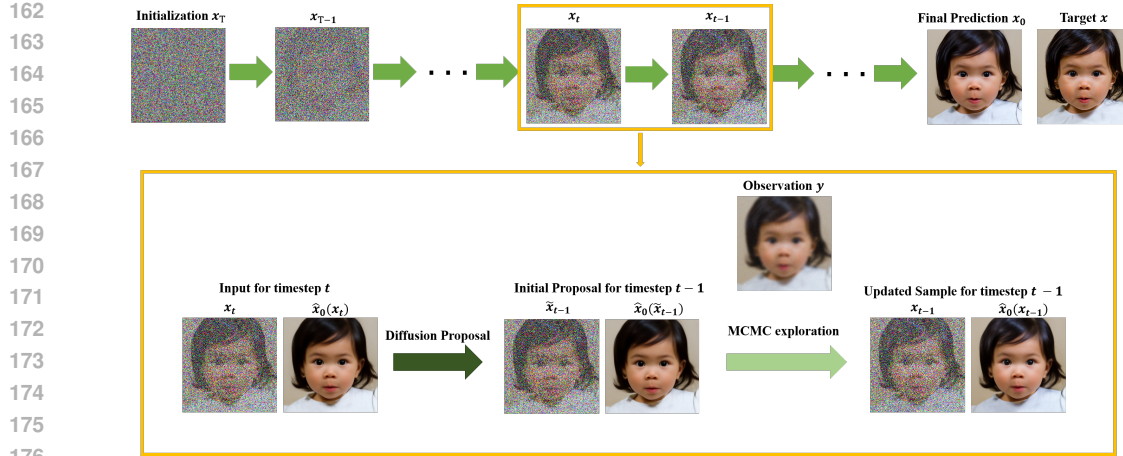 162
163
164
165
166
167
168
169
170
171
172
173
174
175
176
Initialization x_T
x_{T−1}
x_t
x_{t−1}
Final Prediction x_0
Target x
. . .
. . .
Observation y
Input for timestep t
x_t
x̂_0(x_t)
Diffusion Proposal
Initial Proposal for timestep t − 1
x̃_{t−1}
x̂_0(x̃_{t−1})
MCMC exploration
Updated Sample for timestep t − 1
x_{t−1}
x̂_0(x_{t−1})